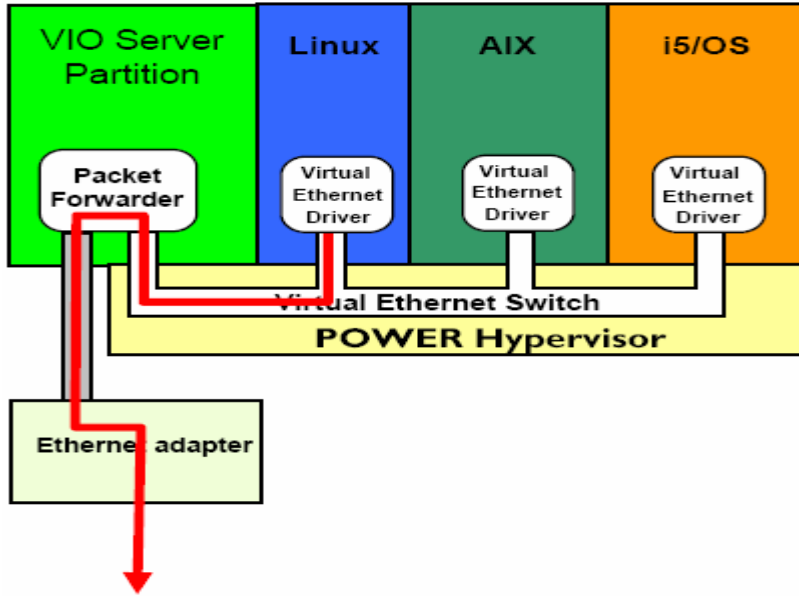 VIO Server
Partition
Linux
AIX
i5/OS
Packet
Forwarder
Virtual
Ethernet
Driver
Virtual
Ethernet
Driver
Virtual
Ethernet
Driver
Virtual Ethernet Switch
POWER Hypervisor
Ethernet adapter